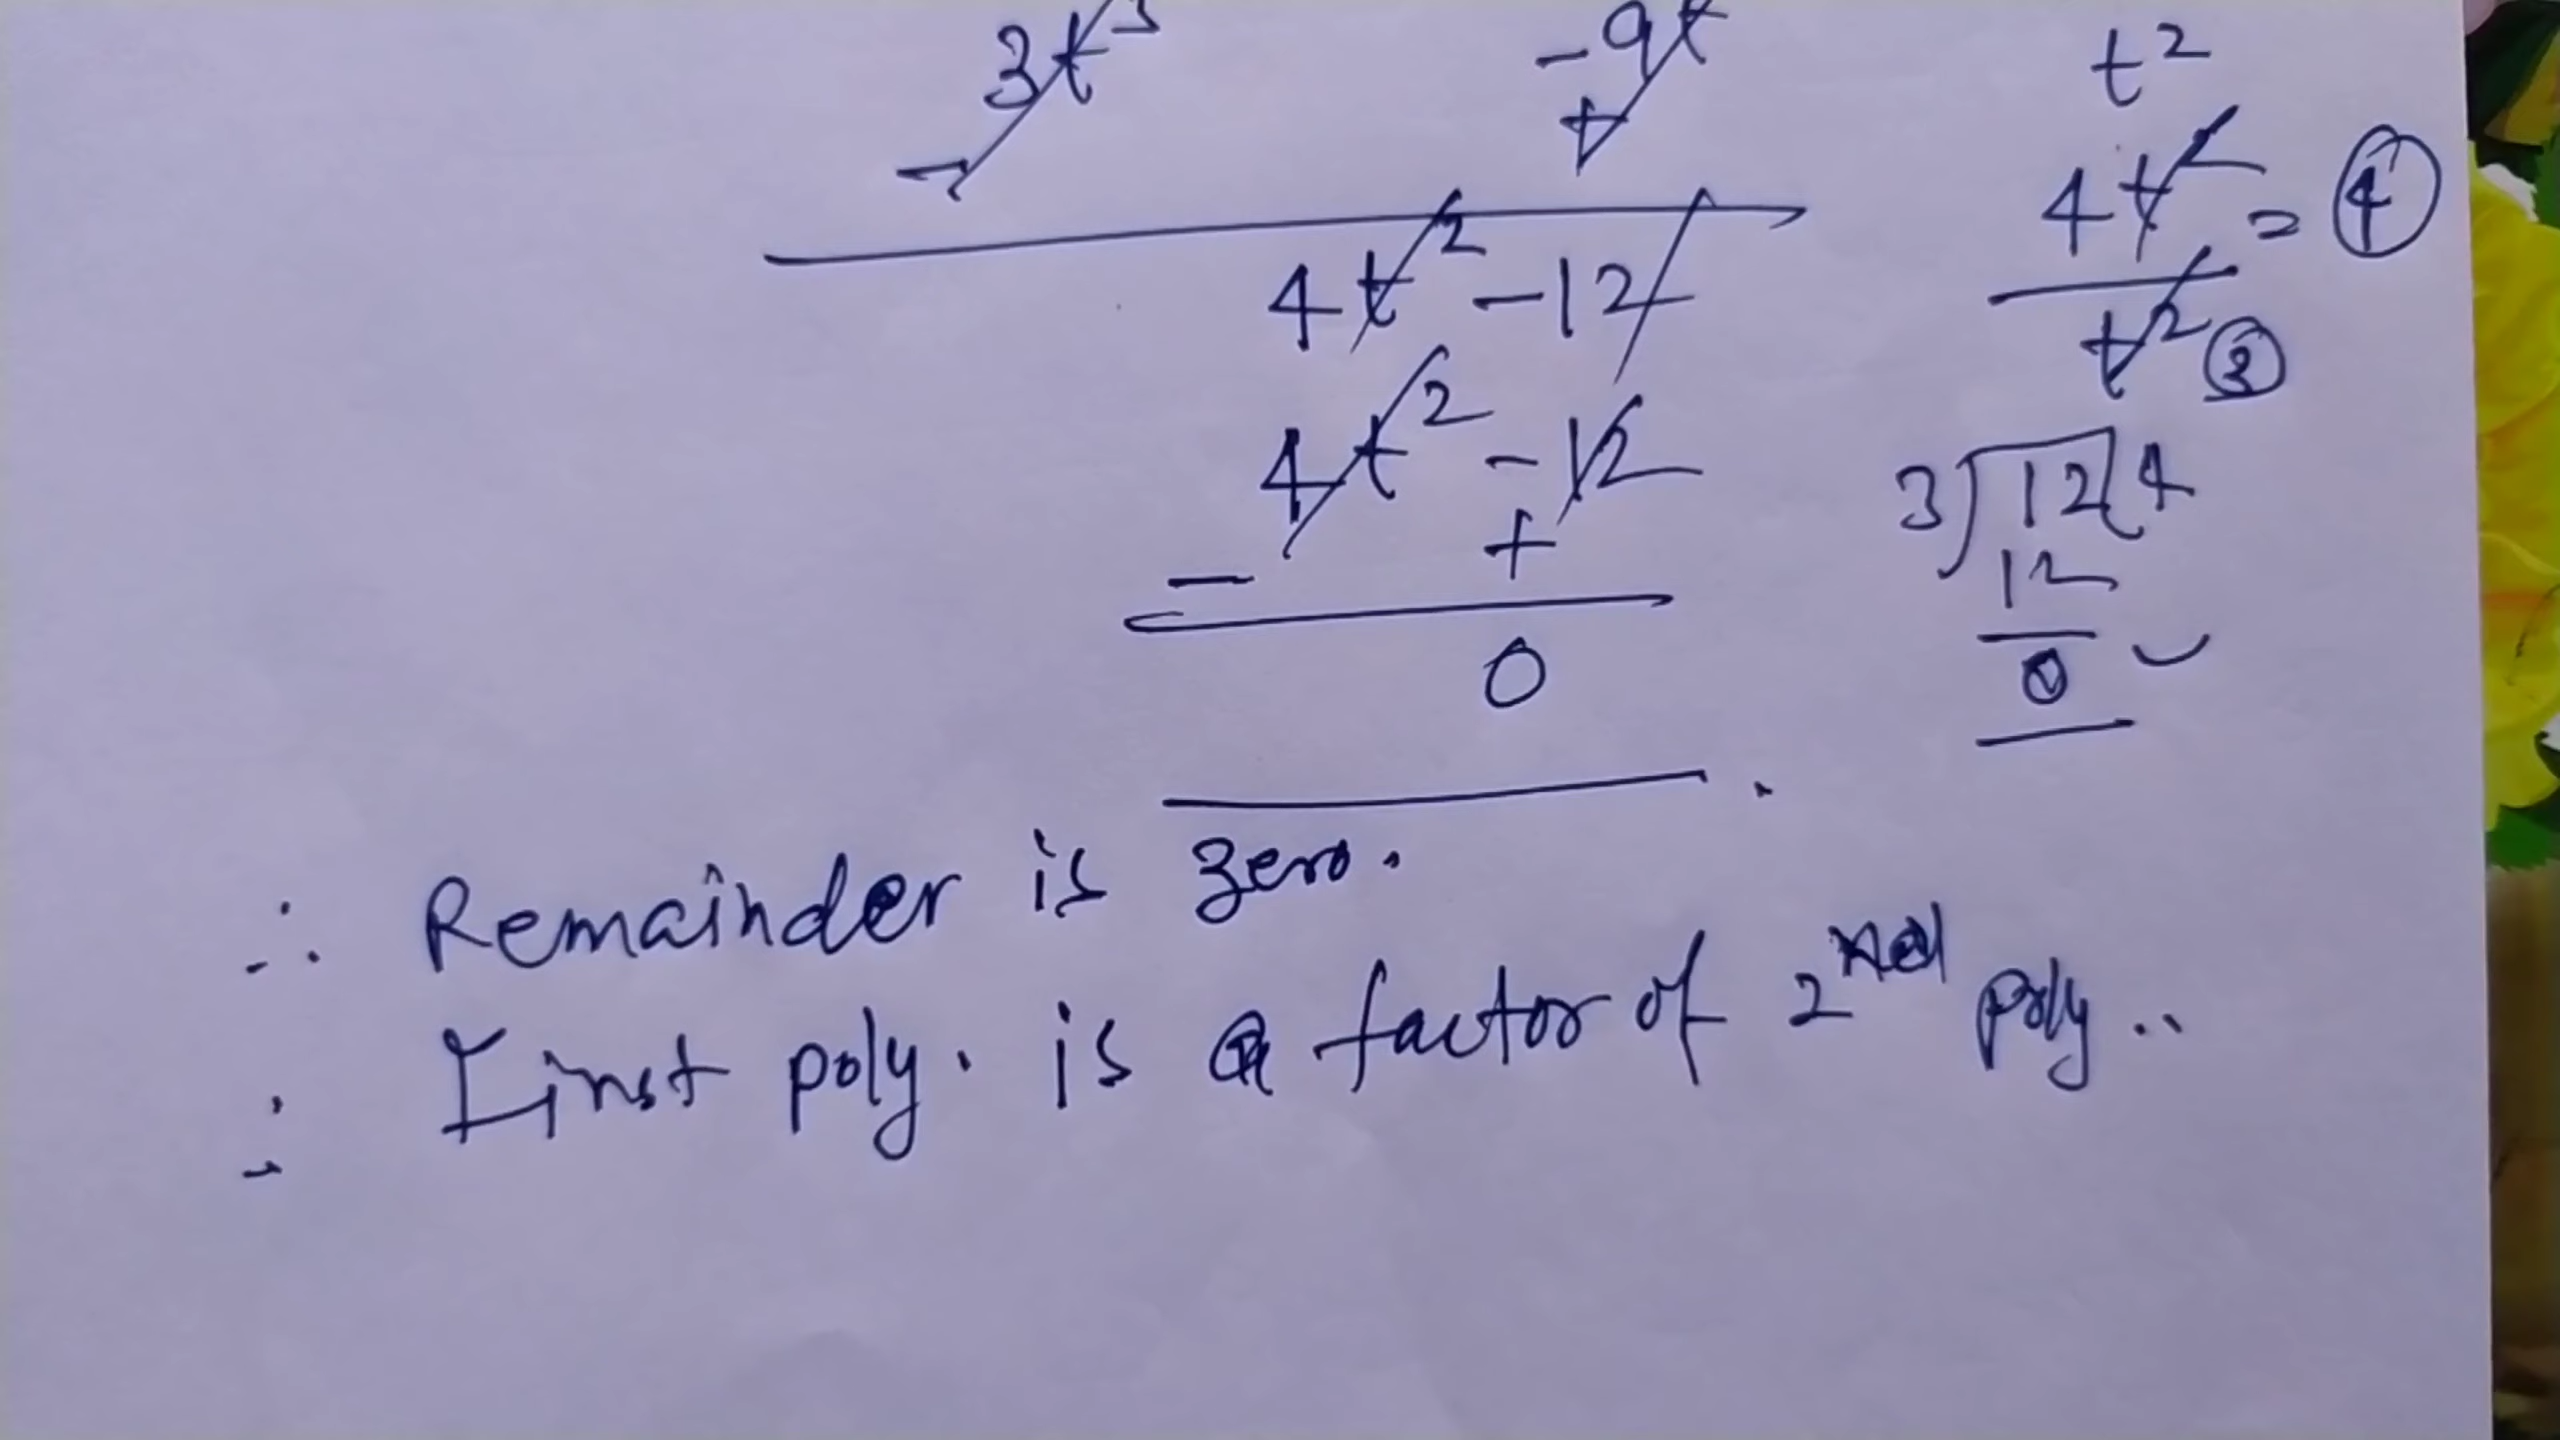 3t³ -9t t²
- +
4t² -12 4t²/t² = 4
4t² -12 3
- + 3)12(4
0 12
0
∴ Remainder is zero.
∴ First poly. is a factor of 2nd poly..